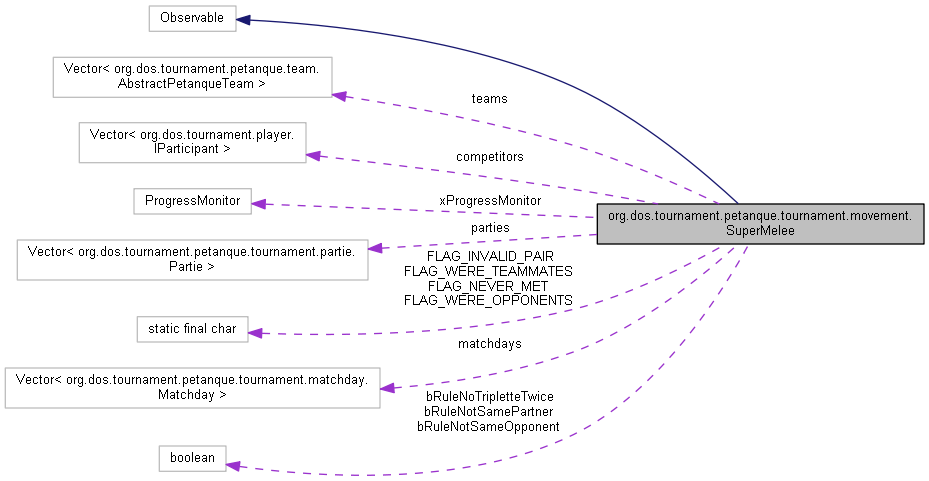 Observable
Vector< org.dos.tournament.petanque.team.
AbstractPetanqueTeam >
teams
Vector< org.dos.tournament.player.
IParticipant >
competitors
ProgressMonitor
xProgressMonitor
org.dos.tournament.petanque.tournament.movement.
SuperMelee
parties
Vector< org.dos.tournament.petanque.tournament.partie.
Partie >
FLAG_INVALID_PAIR
FLAG_WERE_TEAMMATES
FLAG_NEVER_MET
FLAG_WERE_OPPONENTS
static final char
matchdays
Vector< org.dos.tournament.petanque.tournament.matchday.
Matchday >
bRuleNoTripletteTwice
bRuleNotSamePartner
bRuleNotSameOpponent
boolean